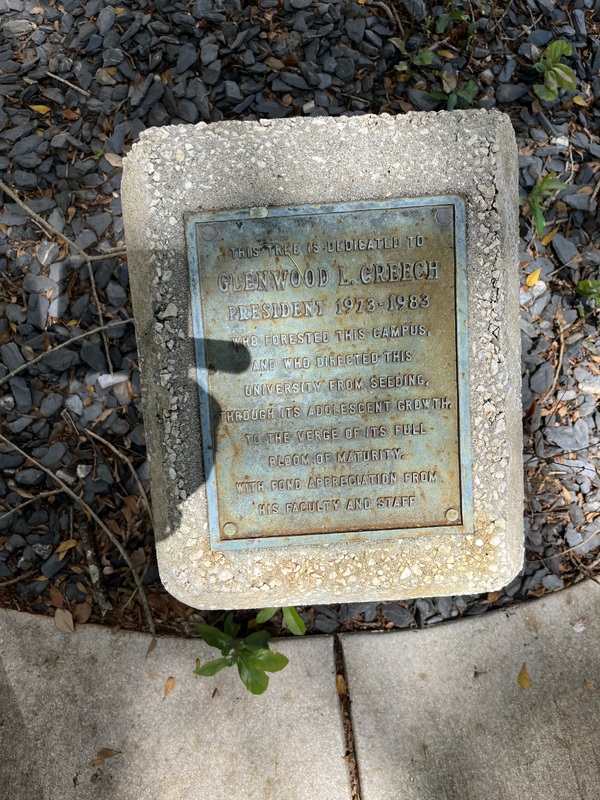 THIS TREE IS DEDICATED TO
GLENWOOD L. CREECH
PRESIDENT 1973-1983
WHO FORESTED THIS CAMPUS,
AND WHO DIRECTED THIS
UNIVERSITY FROM SEEDING,
THROUGH ITS ADOLESCENT GROWTH,
TO THE VERGE OF ITS FULL
BLOOM OF MATURITY.
WITH FOND APPRECIATION FROM
HIS FACULTY AND STAFF